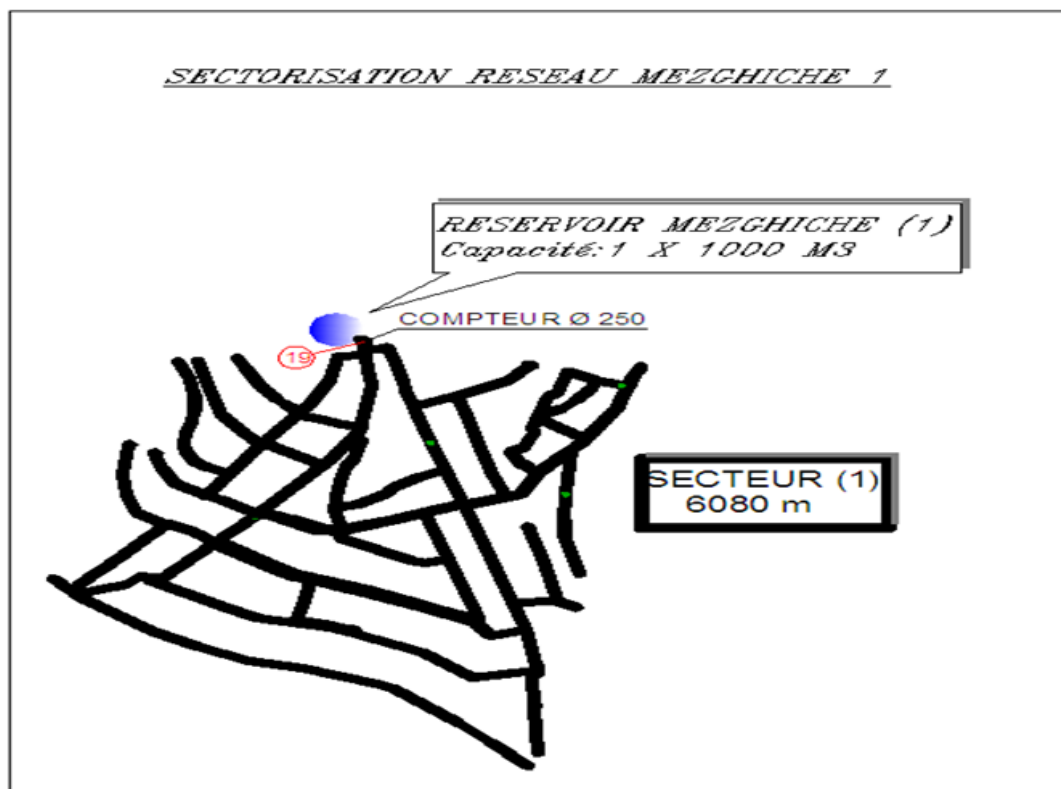 SECTORISATION RESEAU MEZGHICHE 1
RESERVOIR MEZGHICHE (1)
Capacité:1 X 1000 M3
COMPTEUR Ø 250
19
SECTEUR (1)
6080 m